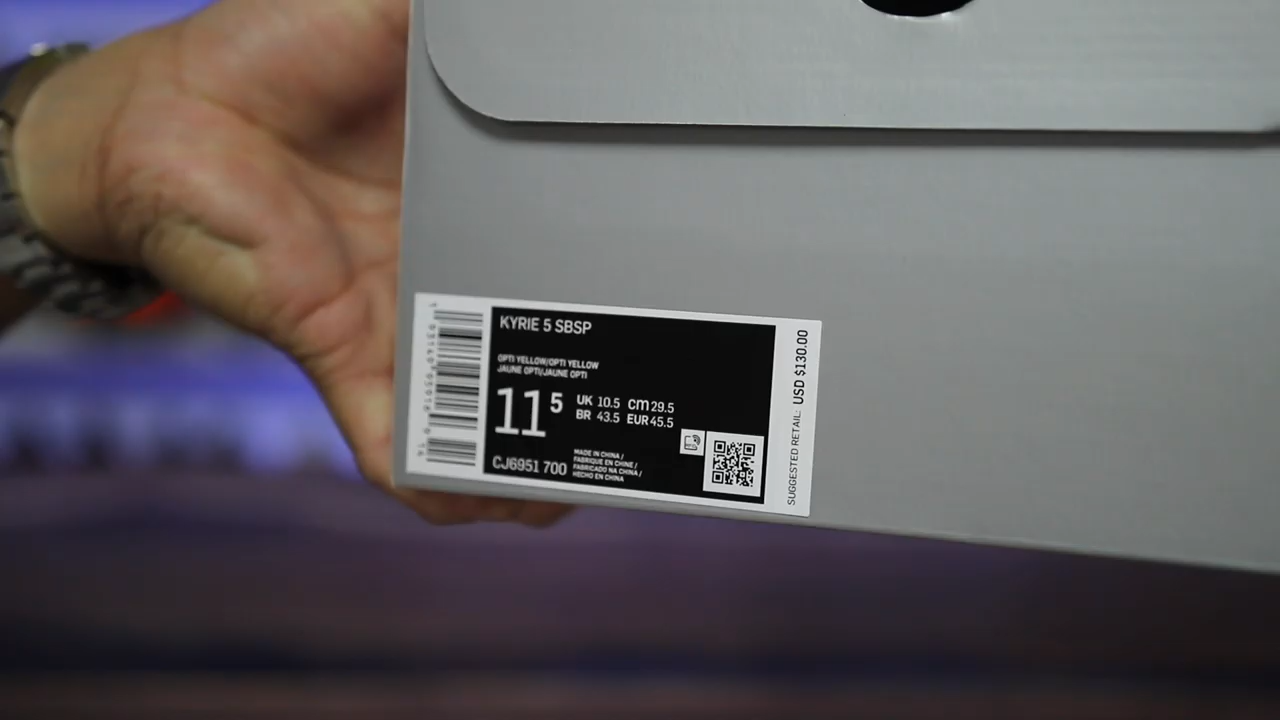 KYRIE 5 SBSP
OPTI YELLOW/OPTI YELLOW
JAUNE OPTI/JAUNE OPTI
11 5
UK 10.5 CM 29.5
BR 43.5 EUR 45.5
CJ6951 700
MADE IN CHINA /
FABRIQUE EN CHINE /
FABRICADO NA CHINA /
HECHO EN CHINA
SUGGESTED RETAIL: USD $130.00